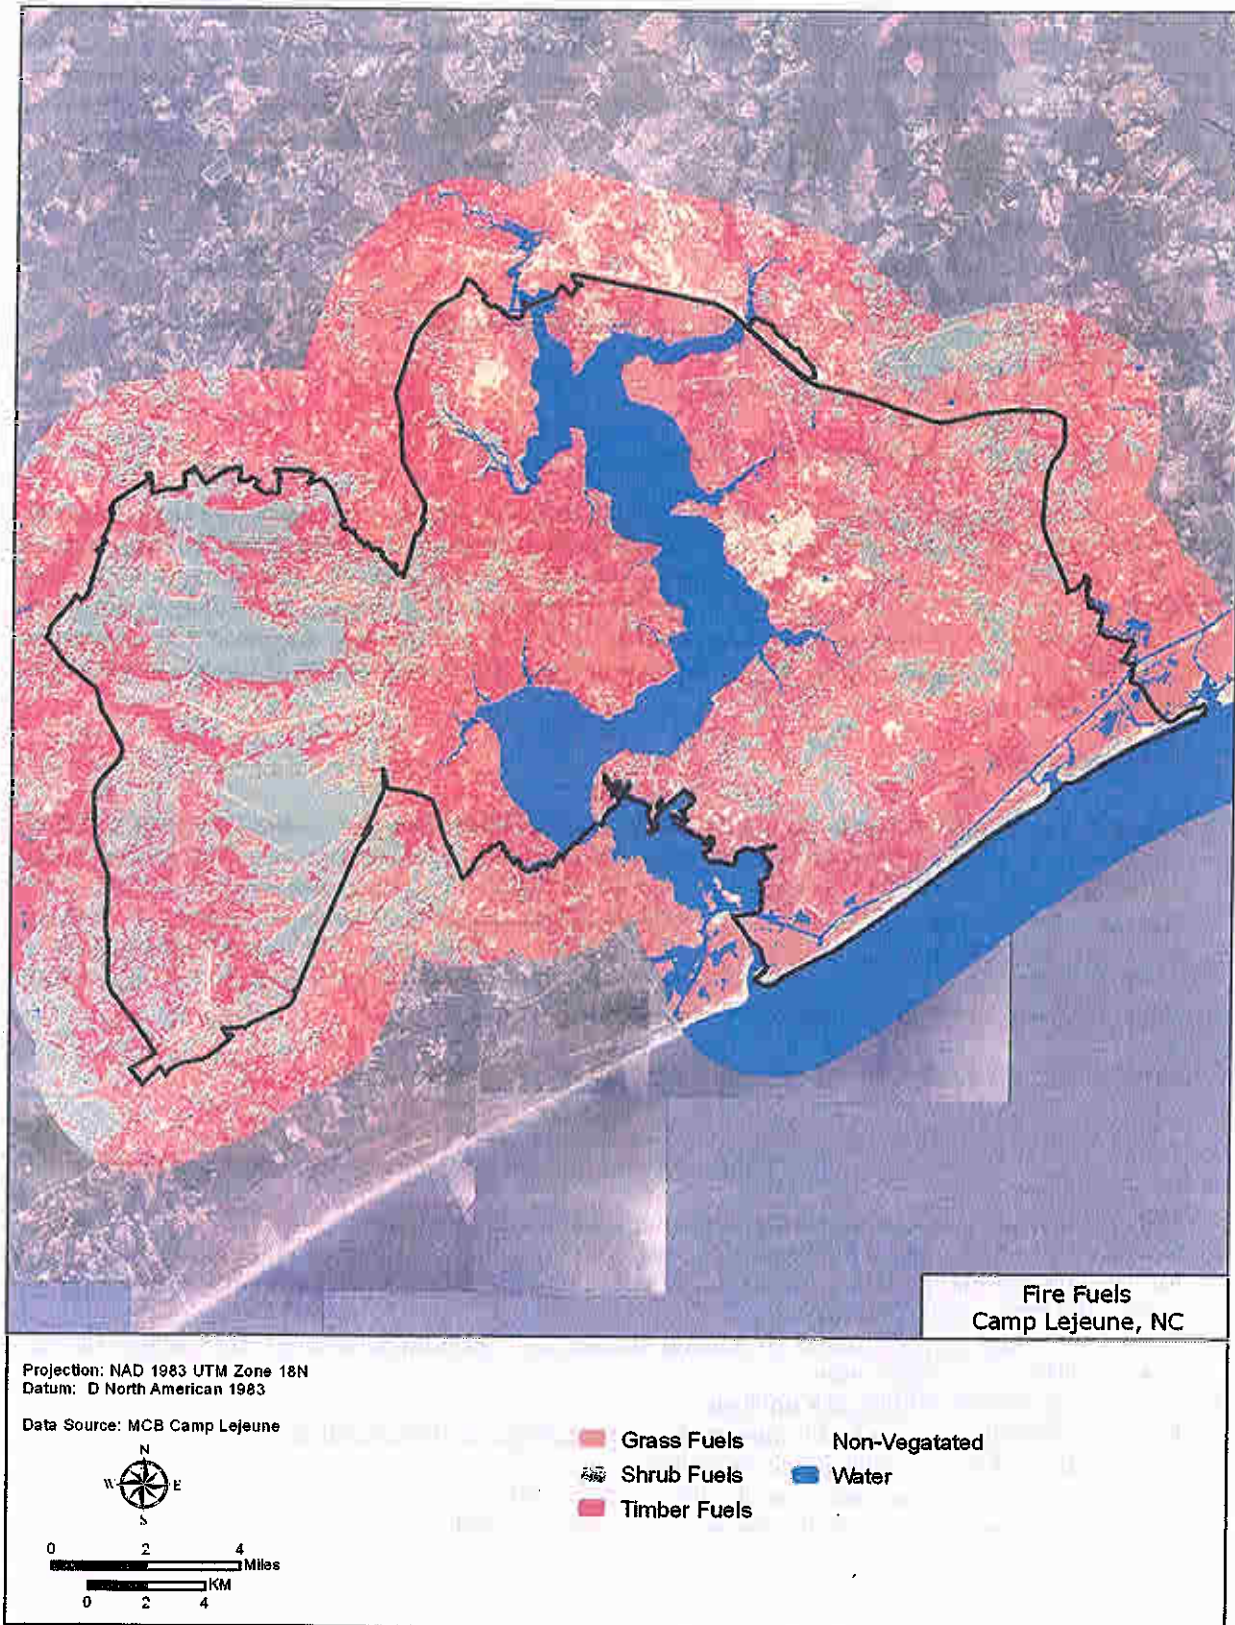 Fire Fuels
Camp Lejeune, NC
Projection: NAD 1983 UTM Zone 18N
Datum: D North American 1983
Data Source: MCB Camp Lejeune
N
W E
S
0 2 4
Miles
KM
0 2 4
Grass Fuels
Shrub Fuels
Timber Fuels
Non-Vegatated
Water